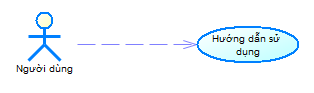 Hướng dẫn sử
dụng
Người dùng